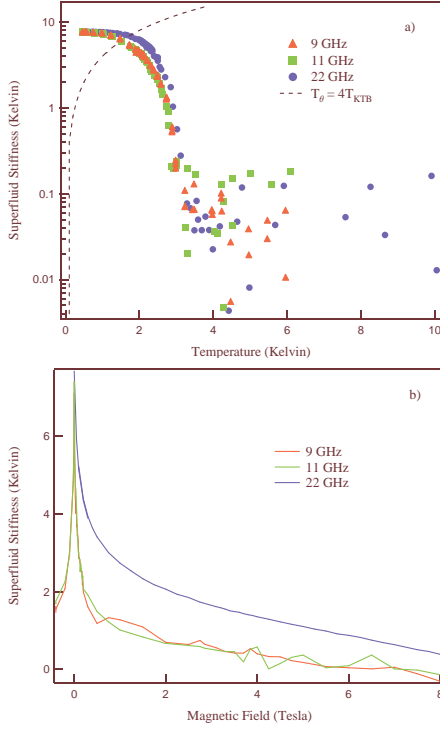 a)
9 GHz
11 GHz
22 GHz
T_θ = 4T_KTB
Superfluid Stiffness (Kelvin)
10
1
0.1
0.01
0 2 4 6 8 10
Temperature (Kelvin)
b)
9 GHz
11 GHz
22 GHz
Superfluid Stiffness (Kelvin)
6
4
2
0
0 2 4 6 8
Magnetic Field (Tesla)